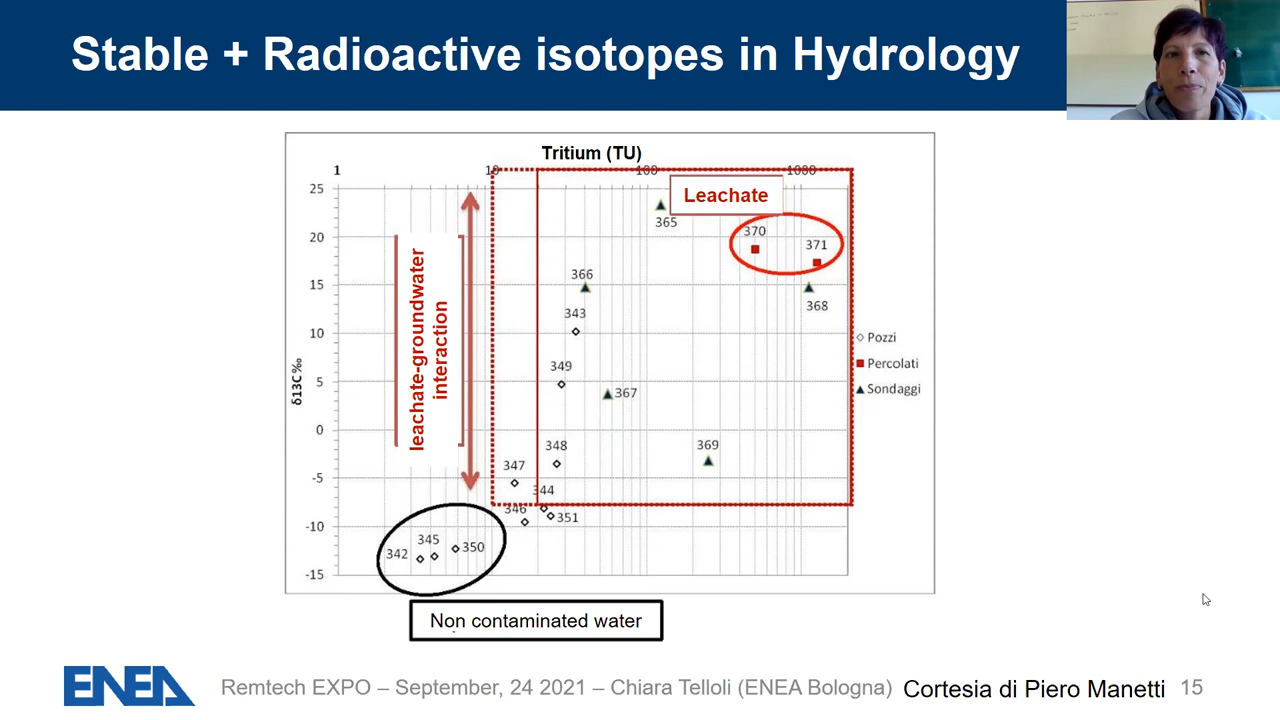 Stable + Radioactive isotopes in Hydrology
Tritium (TU)
1 10 100 1000
25
20
15
10
5
0
-5
-10
-15
δ13C‰
leachate-groundwater
interaction
Leachate
365
370
371
366
368
343
349
367
348
369
347
344
346
351
342
345
350
Pozzi
Percolati
Sondaggi
Non contaminated water
ENEA
Remtech EXPO – September, 24 2021 – Chiara Telloli (ENEA Bologna) Cortesia di Piero Manetti 15